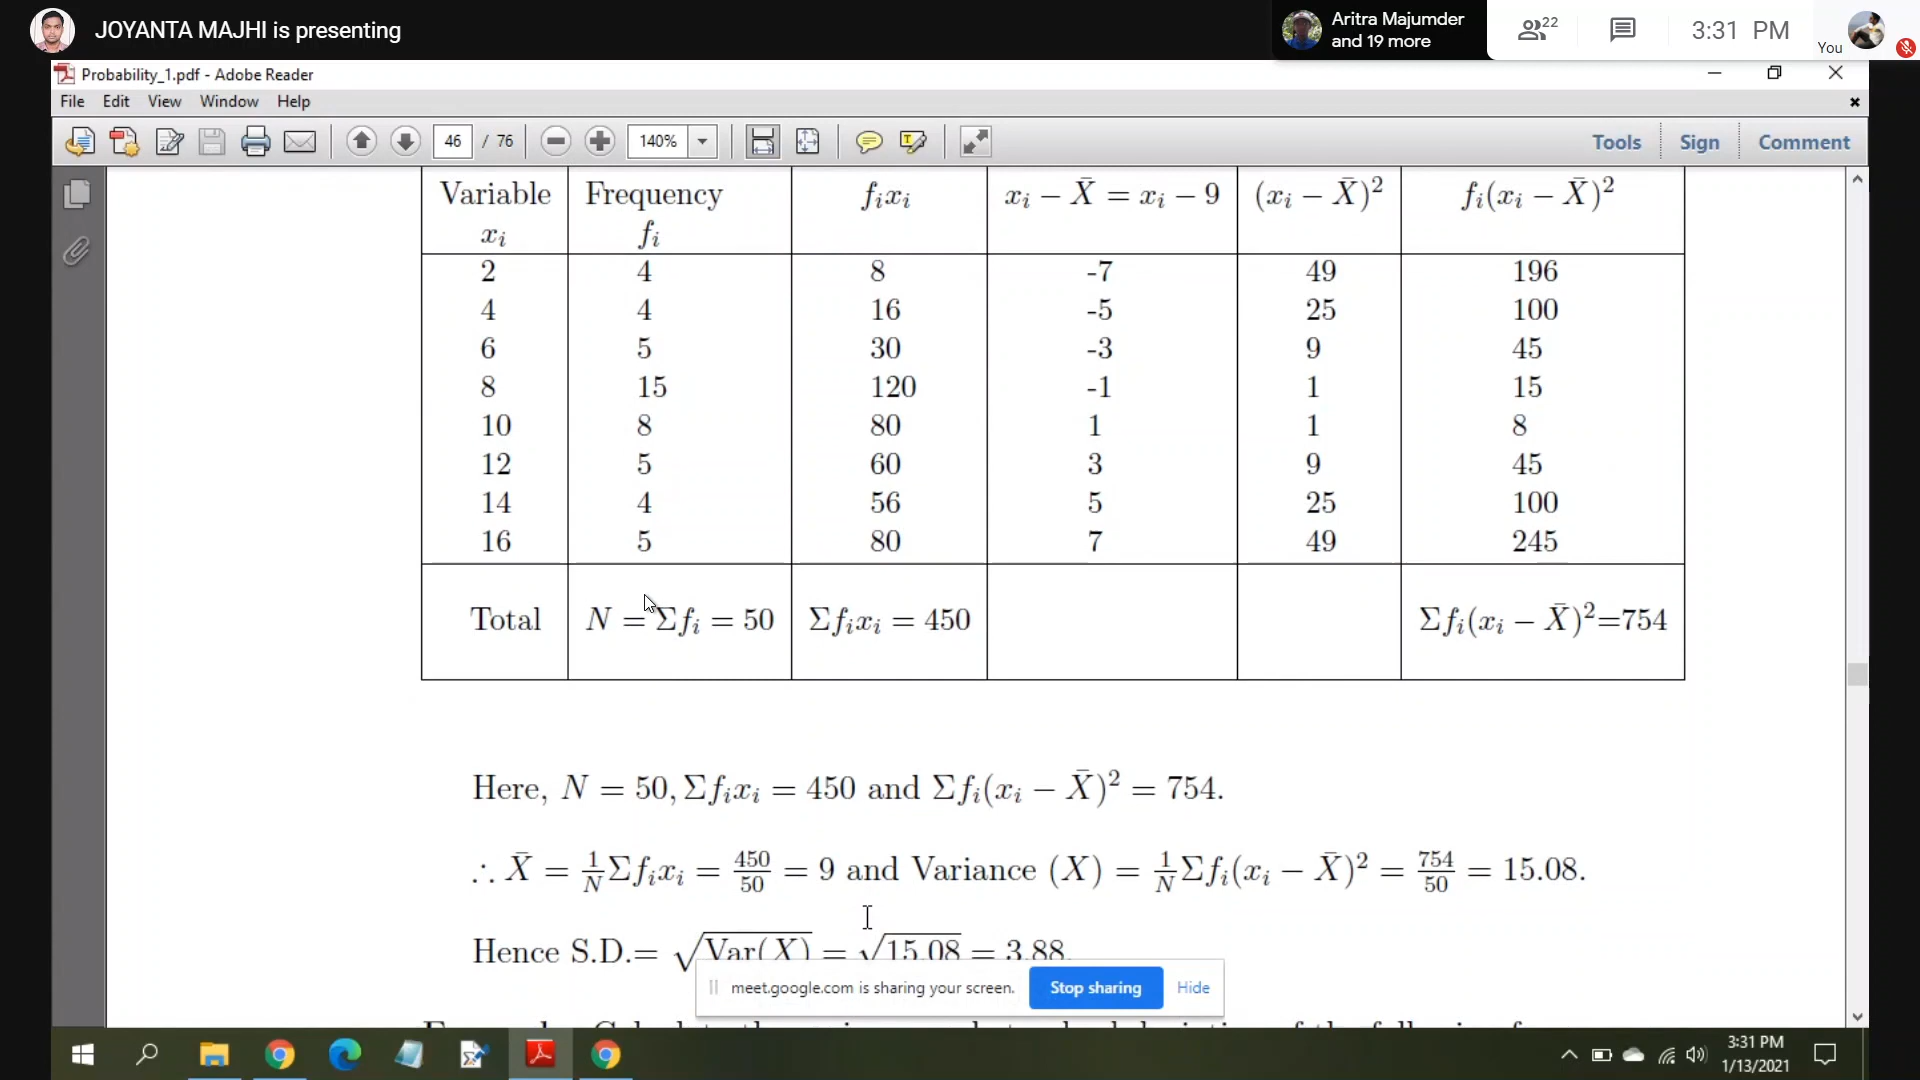 JOYANTA MAJHI is presenting
Aritra Majumder
and 19 more
22
3:31 PM
You
Probability_1.pdf - Adobe Reader
File Edit View Window Help
46 / 76 140% Tools Sign Comment
Variable Frequency fᵢxᵢ xᵢ − X̄ = xᵢ − 9 (xᵢ − X̄)² fᵢ(xᵢ − X̄)²
xᵢ fᵢ
2 4 8 -7 49 196
4 4 16 -5 25 100
6 5 30 -3 9 45
8 15 120 -1 1 15
10 8 80 1 1 8
12 5 60 3 9 45
14 4 56 5 25 100
16 5 80 7 49 245
Total N = Σfᵢ = 50 Σfᵢxᵢ = 450 Σfᵢ(xᵢ − X̄)²=754
Here, N = 50, Σfᵢxᵢ = 450 and Σfᵢ(xᵢ − X̄)² = 754.
∴ X̄ = 1/N Σfᵢxᵢ = 450/50 = 9 and Variance (X) = 1/N Σfᵢ(xᵢ − X̄)² = 754/50 = 15.08.
Hence S.D.= √Var(X) = √15.08 = 3.88.
meet.google.com is sharing your screen. Stop sharing Hide
3:31 PM
1/13/2021